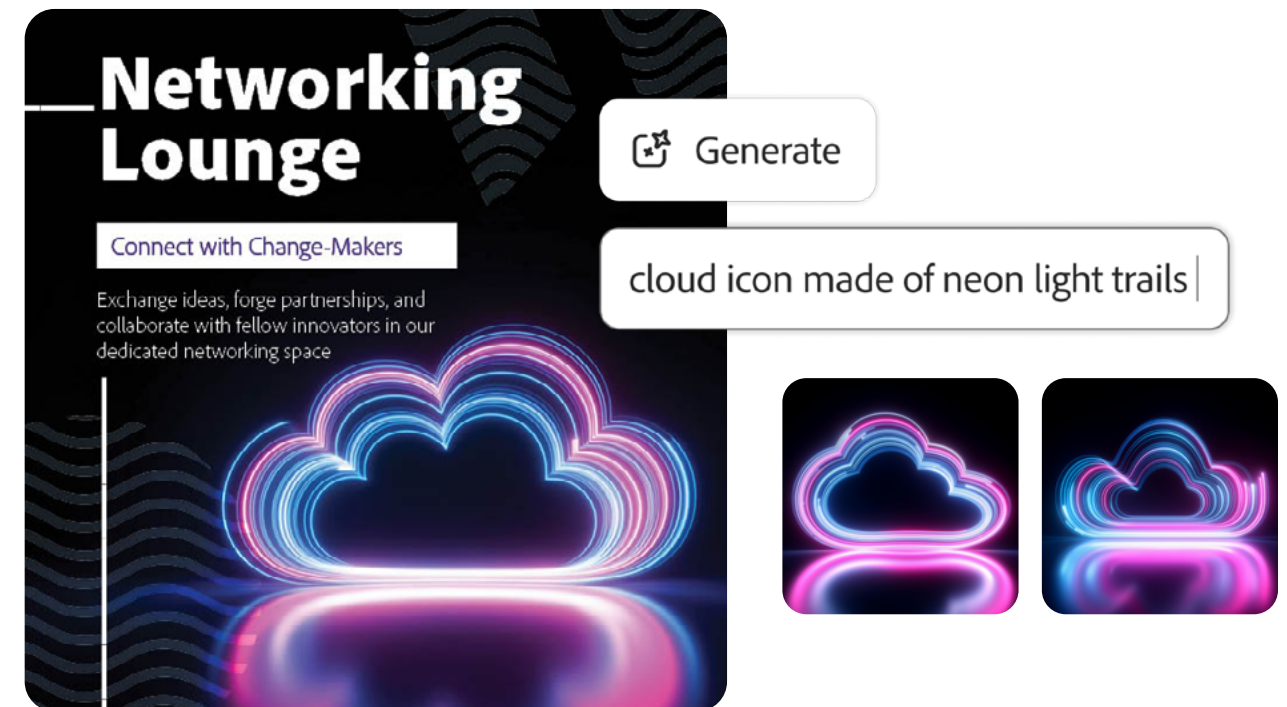 Networking
Lounge
Connect with Change-Makers
Exchange ideas, forge partnerships, and
collaborate with fellow innovators in our
dedicated networking space
Generate
cloud icon made of neon light trails